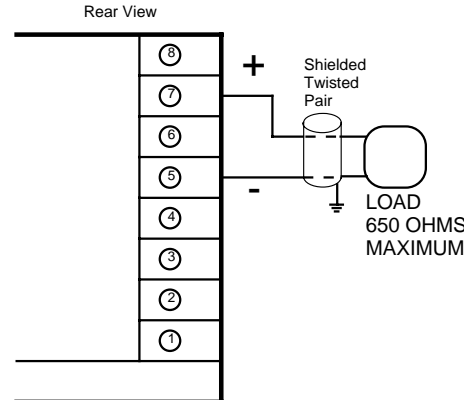 Rear View
8
7
6
5
4
3
2
1
+
-
Shielded
Twisted
Pair
LOAD
650 OHMS
MAXIMUM